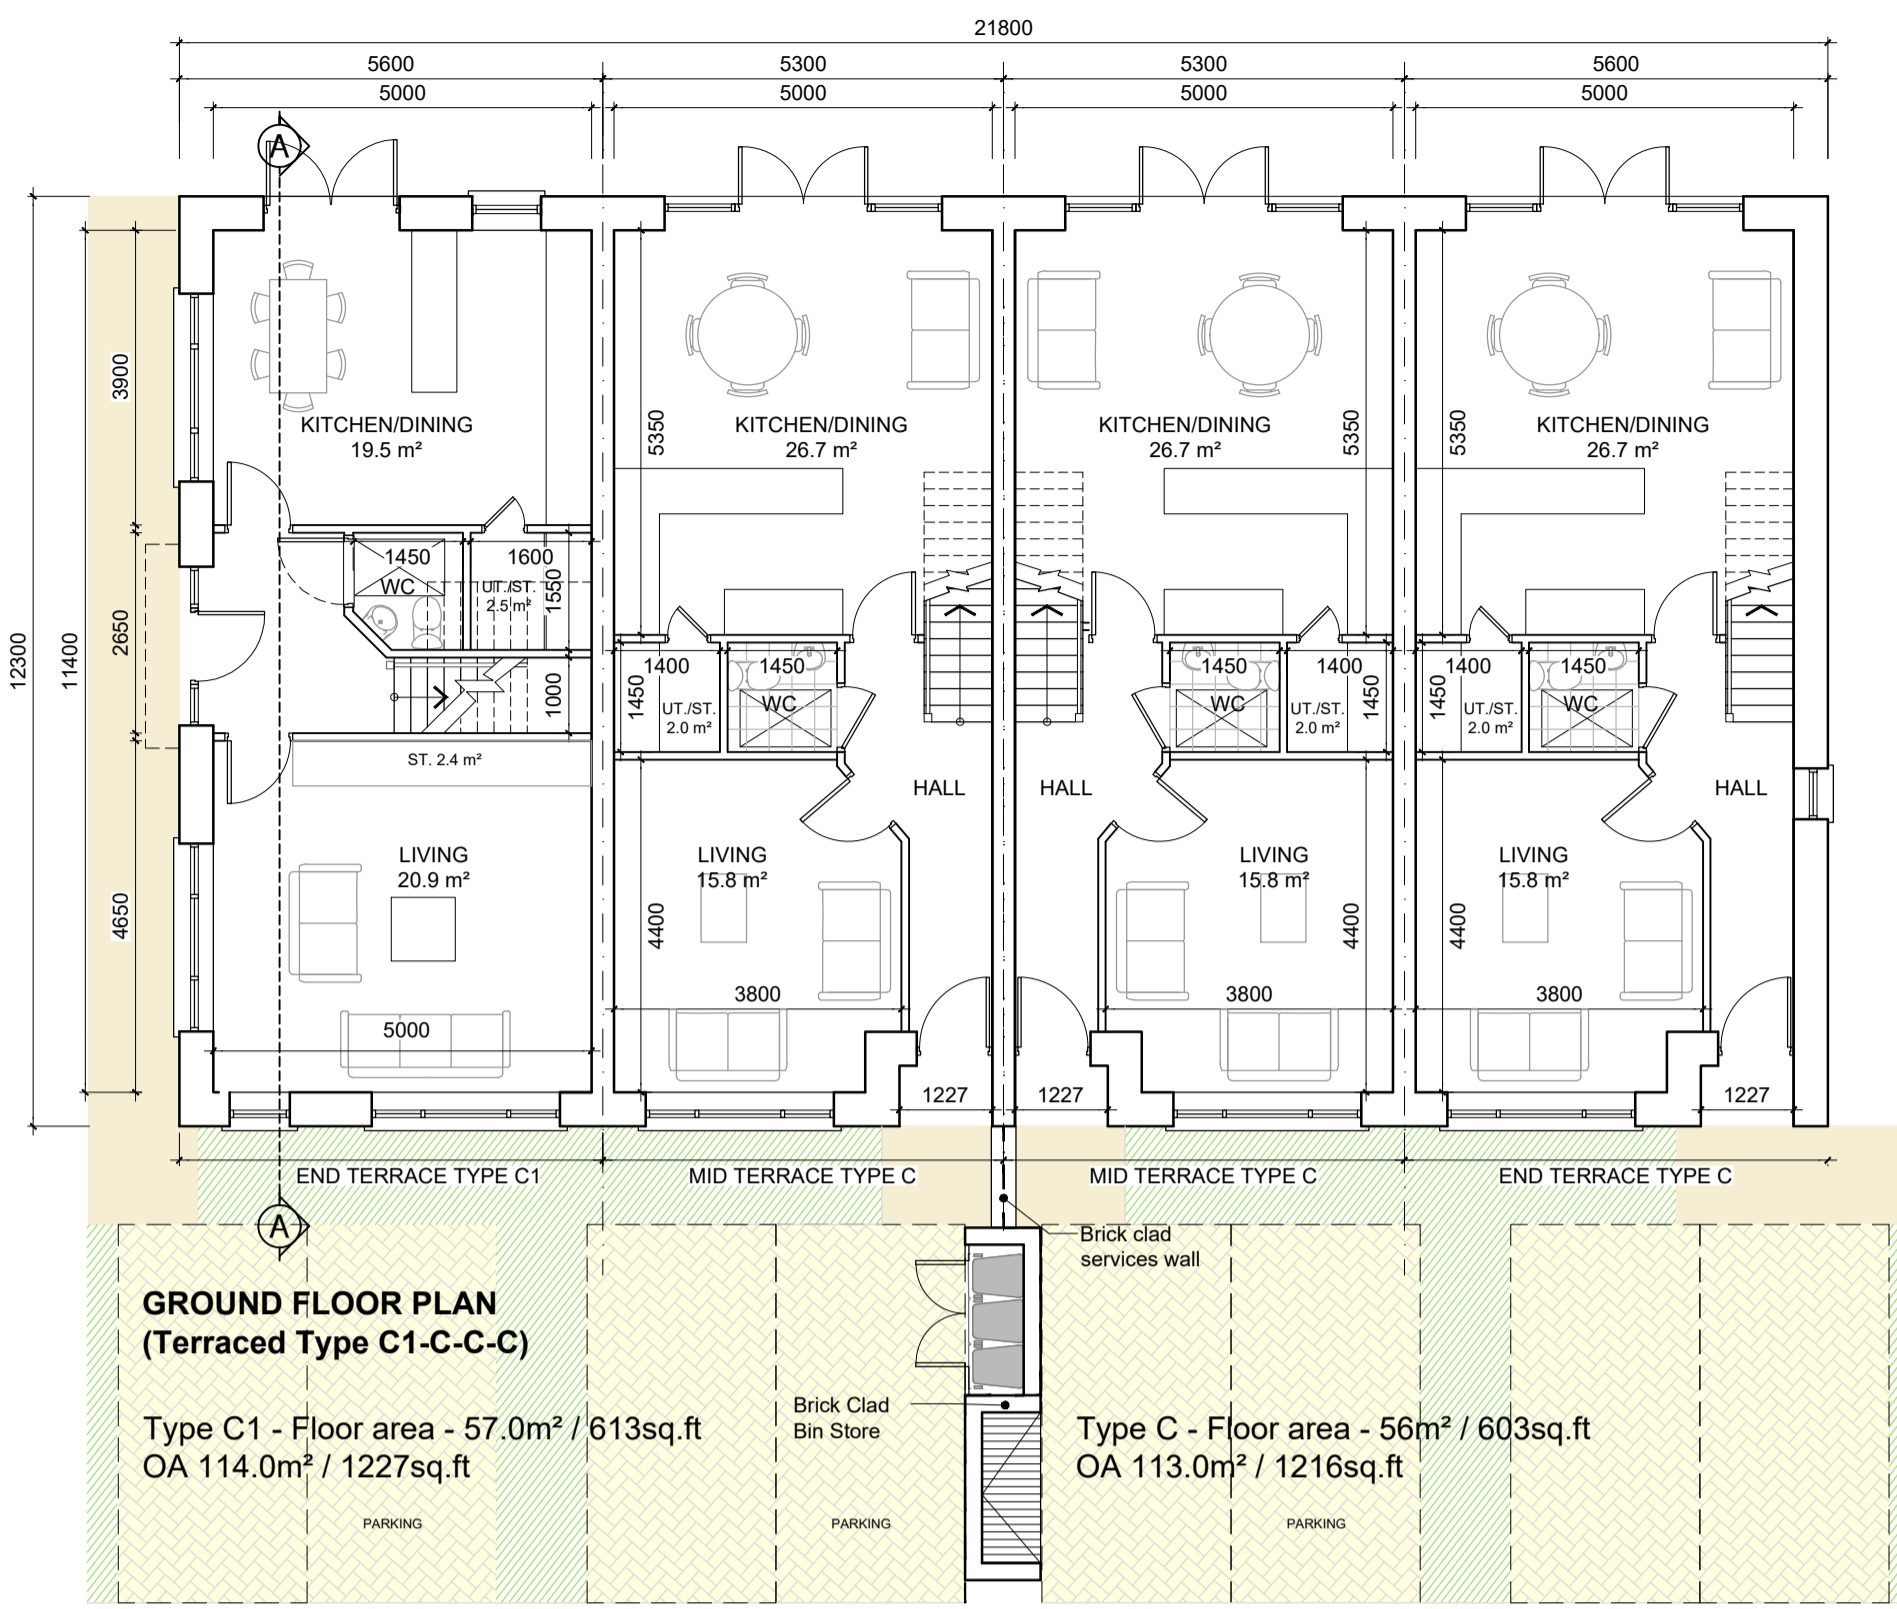 21800
5600
5300
5300
5600
5000
5000
5000
5000
A
12300
11400
3900
2650
4650
KITCHEN/DINING
19.5 m²
KITCHEN/DINING
26.7 m²
KITCHEN/DINING
26.7 m²
KITCHEN/DINING
26.7 m²
5350
5350
5350
1450
WC
1600
UT./ST.
2.5 m²
1550
1000
ST. 2.4 m²
1400
1450
UT./ST.
2.0 m²
1450
WC
1450
WC
1400
1450
UT./ST.
2.0 m²
1400
1450
UT./ST.
2.0 m²
1450
WC
HALL
HALL
HALL
LIVING
20.9 m²
LIVING
15.8 m²
LIVING
15.8 m²
LIVING
15.8 m²
4400
4400
4400
5000
3800
3800
3800
1227
1227
1227
END TERRACE TYPE C1
MID TERRACE TYPE C
MID TERRACE TYPE C
END TERRACE TYPE C
A
Brick clad
services wall
GROUND FLOOR PLAN
(Terraced Type C1-C-C-C)
Type C1 - Floor area - 57.0m² / 613sq.ft
OA 114.0m² / 1227sq.ft
Brick Clad
Bin Store
Type C - Floor area - 56m² / 603sq.ft
OA 113.0m² / 1216sq.ft
PARKING
PARKING
PARKING